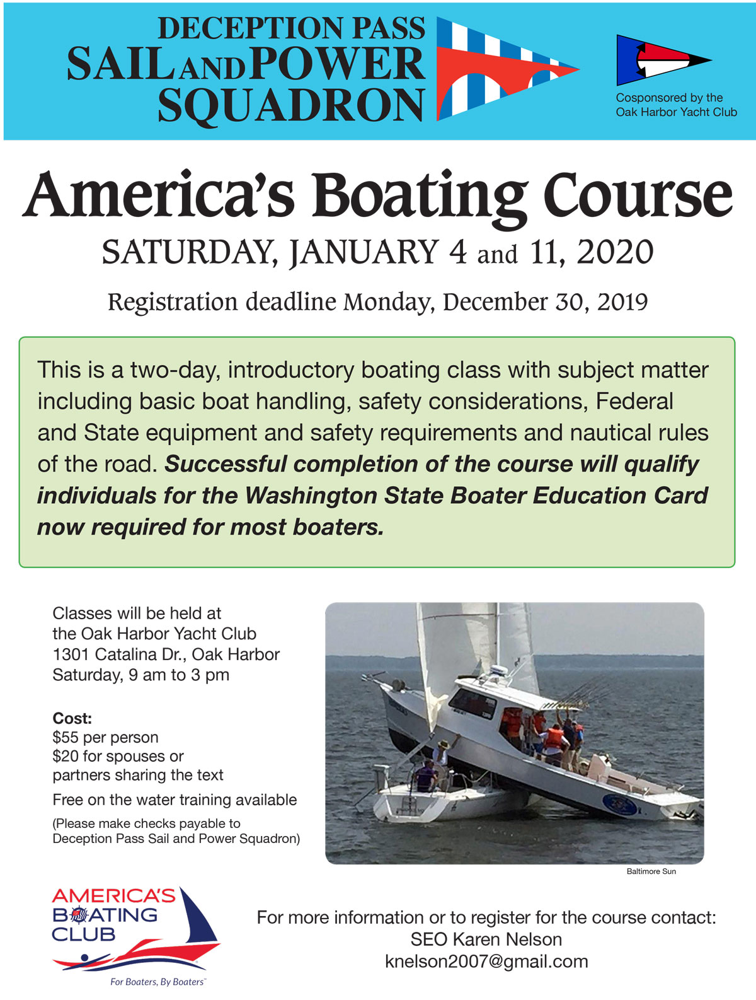 DECEPTION PASS
SAIL AND POWER
SQUADRON
Cosponsored by the
Oak Harbor Yacht Club
America's Boating Course
SATURDAY, JANUARY 4 and 11, 2020
Registration deadline Monday, December 30, 2019
This is a two-day, introductory boating class with subject matter
including basic boat handling, safety considerations, Federal
and State equipment and safety requirements and nautical rules
of the road. Successful completion of the course will qualify
individuals for the Washington State Boater Education Card
now required for most boaters.
Classes will be held at
the Oak Harbor Yacht Club
1301 Catalina Dr., Oak Harbor
Saturday, 9 am to 3 pm
Cost:
$55 per person
$20 for spouses or
partners sharing the text
Free on the water training available
(Please make checks payable to
Deception Pass Sail and Power Squadron)
Baltimore Sun
AMERICA'S
BOATING
CLUB
For Boaters, By Boaters™
For more information or to register for the course contact:
SEO Karen Nelson
knelson2007@gmail.com